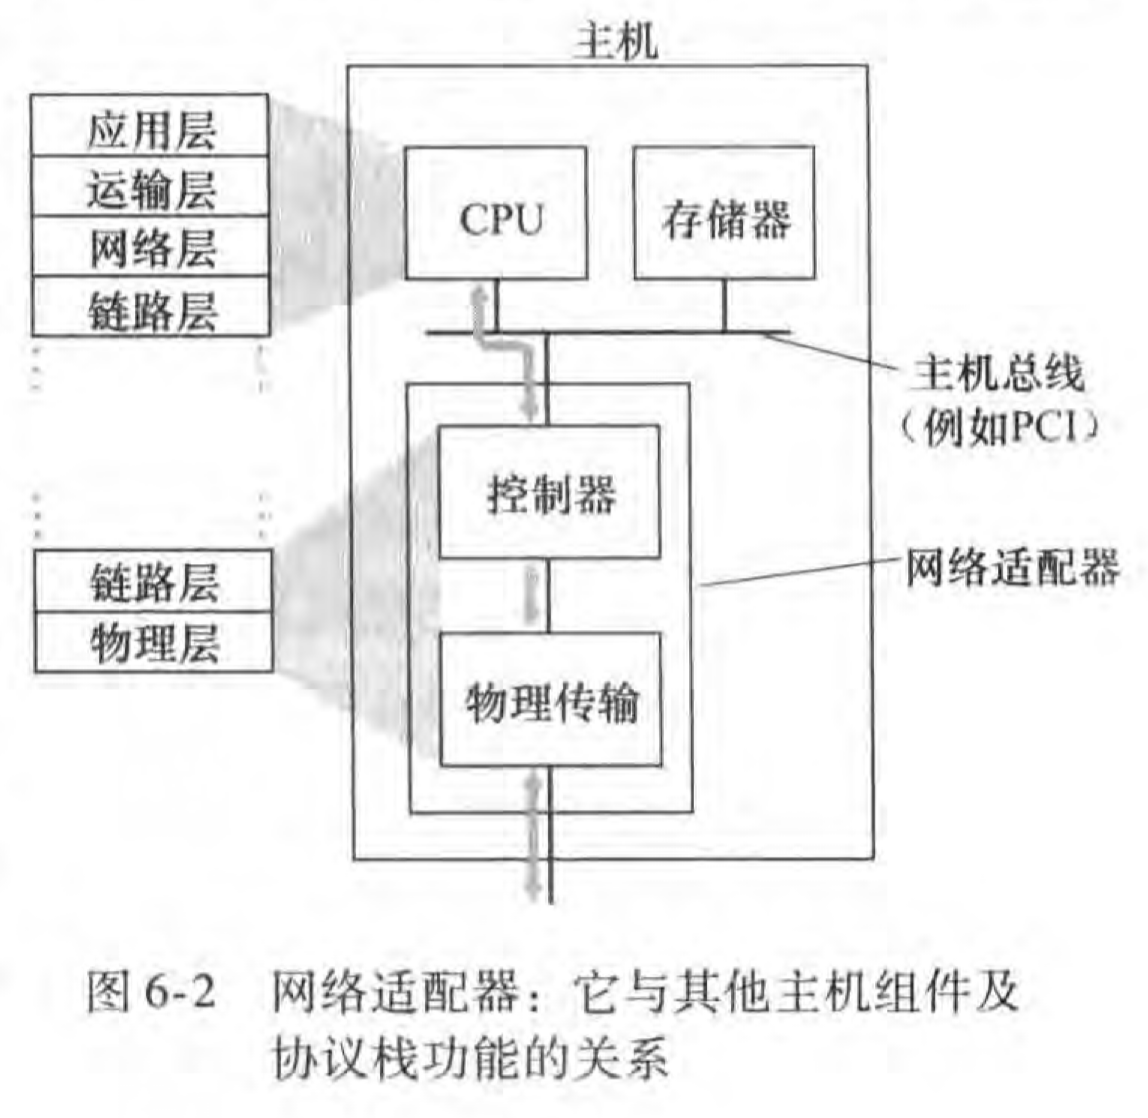 主机
应用层
运输层
网络层
链路层
CPU
存储器
主机总线
（例如PCI）
控制器
网络适配器
链路层
物理层
物理传输
图 6-2 网络适配器：它与其他主机组件及
协议栈功能的关系